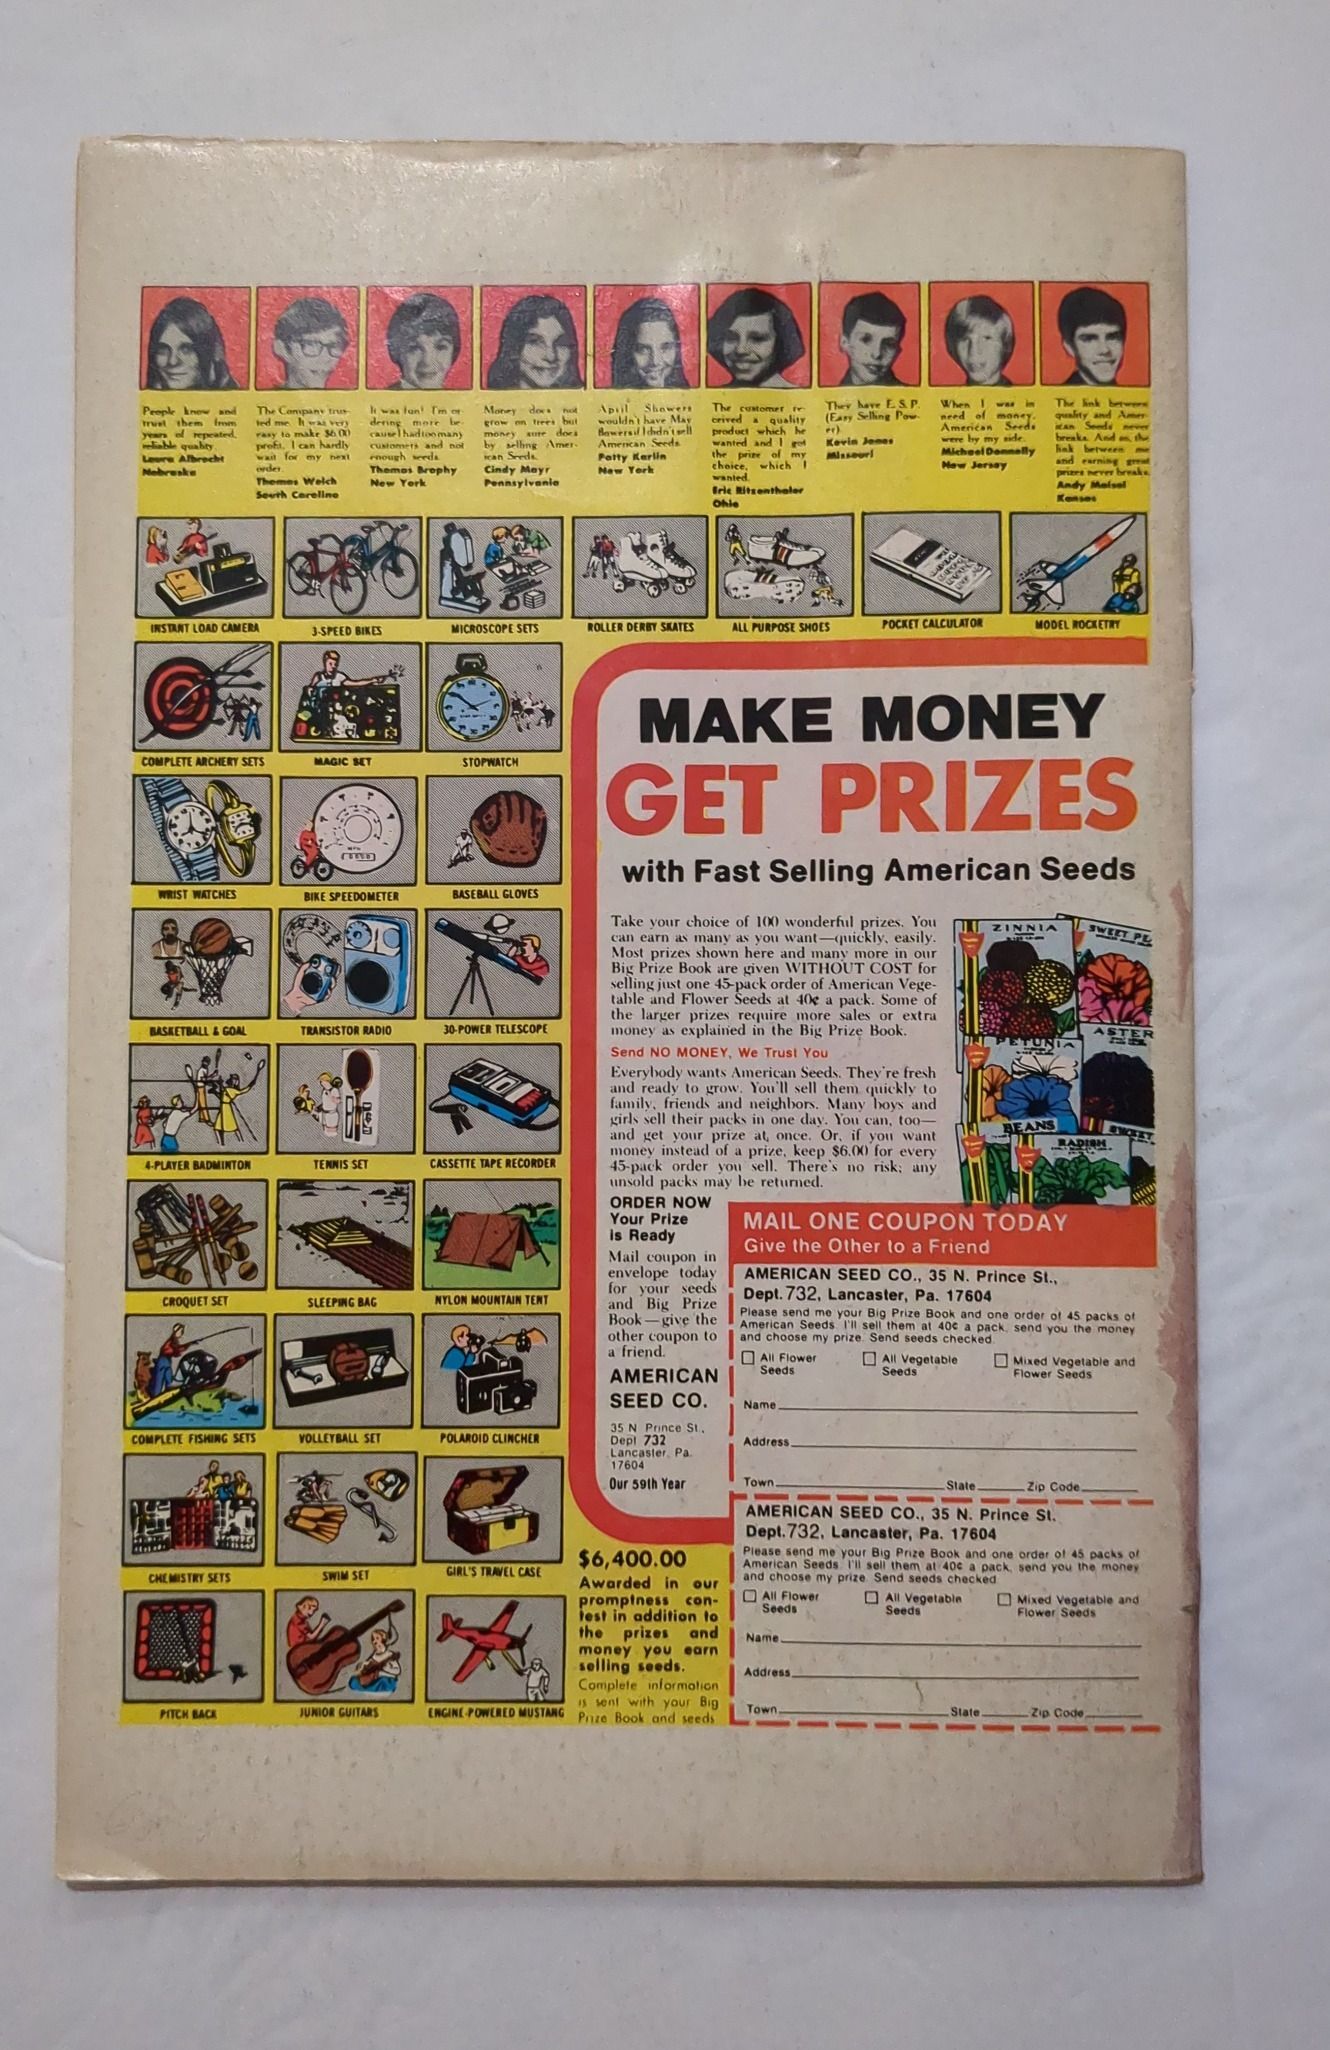 People know and
trust them from
years of repeated,
reliable quality.
Laura Albrecht
Nebraska
The Company trus-
ted me. It was very
easy to make $6.00
profit. I can hardly
wait for my next
order.
Thomas Welch
South Carolina
It was fun! I'm or-
dering more be-
cause I had too many
customers and not
enough seeds.
Thomas Brophy
New York
Money does not
grow on trees but
money sure does
by selling Amer-
ican Seeds.
Cindy Mayr
Pennsylvania
April Showers
wouldn't have May
flowers if I didn't sell
American Seeds.
Patty Karlin
New York
The customer re-
ceived a quality
product which he
wanted and I got
the prize of my
choice, which I
wanted.
Eric Ritzenthaler
Ohio
They have E.S.P.
(Easy Selling Pow-
er).
Kevin Jones
Missouri
When I was in
need of money,
American Seeds
were by my side.
Michael Donnelly
New Jersey
The link between
quality and Amer-
ican Seeds never
breaks. And so, the
link between me
and earning great
prizes never breaks.
Andy Meisel
Kansas
INSTANT LOAD CAMERA
3-SPEED BIKES
MICROSCOPE SETS
ROLLER DERBY SKATES
ALL PURPOSE SHOES
POCKET CALCULATOR
MODEL ROCKETRY
COMPLETE ARCHERY SETS
MAGIC SET
STOPWATCH
WRIST WATCHES
BIKE SPEEDOMETER
BASEBALL GLOVES
BASKETBALL & GOAL
TRANSISTOR RADIO
30-POWER TELESCOPE
4-PLAYER BADMINTON
TENNIS SET
CASSETTE TAPE RECORDER
CROQUET SET
SLEEPING BAG
NYLON MOUNTAIN TENT
COMPLETE FISHING SETS
VOLLEYBALL SET
POLAROID CLINCHER
CHEMISTRY SETS
SWIM SET
GIRL'S TRAVEL CASE
PITCH BACK
JUNIOR GUITARS
ENGINE-POWERED MUSTANG
MAKE MONEY
GET PRIZES
with Fast Selling American Seeds
Take your choice of 100 wonderful prizes. You
can earn as many as you want—quickly, easily.
Most prizes shown here and many more in our
Big Prize Book are given WITHOUT COST for
selling just one 45-pack order of American Vege-
table and Flower Seeds at 40¢ a pack. Some of
the larger prizes require more sales or extra
money as explained in the Big Prize Book.
Send NO MONEY, We Trust You
Everybody wants American Seeds. They're fresh
and ready to grow. You'll sell them quickly to
family, friends and neighbors. Many boys and
girls sell their packs in one day. You can, too—
and get your prize at once. Or, if you want
money instead of a prize, keep $6.00 for every
45-pack order you sell. There's no risk; any
unsold packs may be returned.
ZINNIA
SWEET PE
ASTER
PETUNIA
BEANS
RADISH
SWEET
ORDER NOW
Your Prize
is Ready
Mail coupon in
envelope today
for your seeds
and Big Prize
Book—give the
other coupon to
a friend.
AMERICAN
SEED CO.
35 N. Prince St.,
Dept 732
Lancaster, Pa.
17604
Our 59th Year
MAIL ONE COUPON TODAY
Give the Other to a Friend
AMERICAN SEED CO., 35 N. Prince St.,
Dept. 732, Lancaster, Pa. 17604
Please send me your Big Prize Book and one order of 45 packs of
American Seeds. I'll sell them at 40¢ a pack, send you the money
and choose my prize. Send seeds checked.
All Flower Seeds
All Vegetable Seeds
Mixed Vegetable and Flower Seeds
Name
Address
Town State Zip Code
AMERICAN SEED CO., 35 N. Prince St.
Dept. 732, Lancaster, Pa. 17604
Please send me your Big Prize Book and one order of 45 packs of
American Seeds. I'll sell them at 40¢ a pack, send you the money
and choose my prize. Send seeds checked
All Flower Seeds
All Vegetable Seeds
Mixed Vegetable and Flower Seeds
Name
Address
Town State Zip Code
$6,400.00
Awarded in our
promptness con-
test in addition to
the prizes and
money you earn
selling seeds.
Complete information
is sent with your Big
Prize Book and seeds